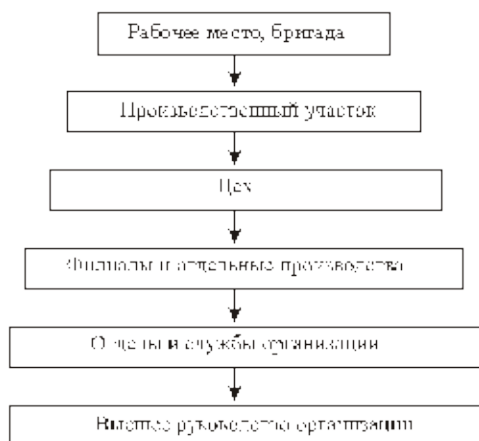 Рабочее место, бригада
Производственный участок
Цех
Филиалы и отдельные производства
Отделы и службы организации
Высшее руководство организации